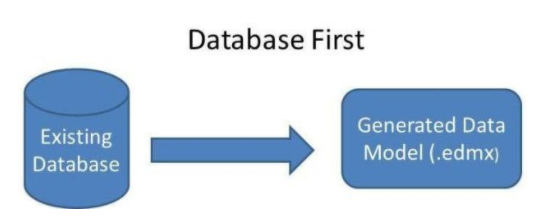 Database First
Existing
Database
Generated Data
Model (.edmx)